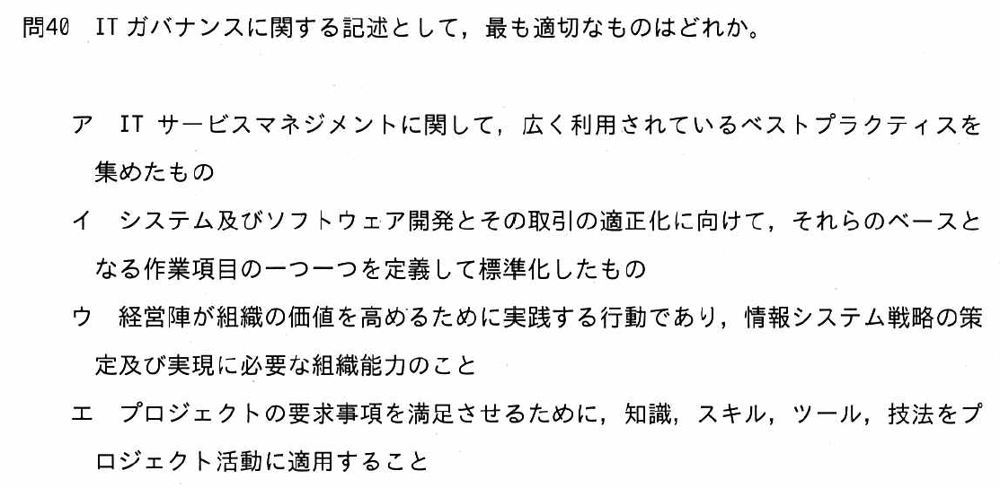 問40 ITガバナンスに関する記述として，最も適切なものはどれか。
ア IT サービスマネジメントに関して，広く利用されているベストプラクティスを
集めたもの
イ システム及びソフトウェア開発とその取引の適正化に向けて，それらのベースと
なる作業項目の一つ一つを定義して標準化したもの
ウ 経営陣が組織の価値を高めるために実践する行動であり，情報システム戦略の策
定及び実現に必要な組織能力のこと
エ プロジェクトの要求事項を満足させるために，知識，スキル，ツール，技法をプ
ロジェクト活動に適用すること